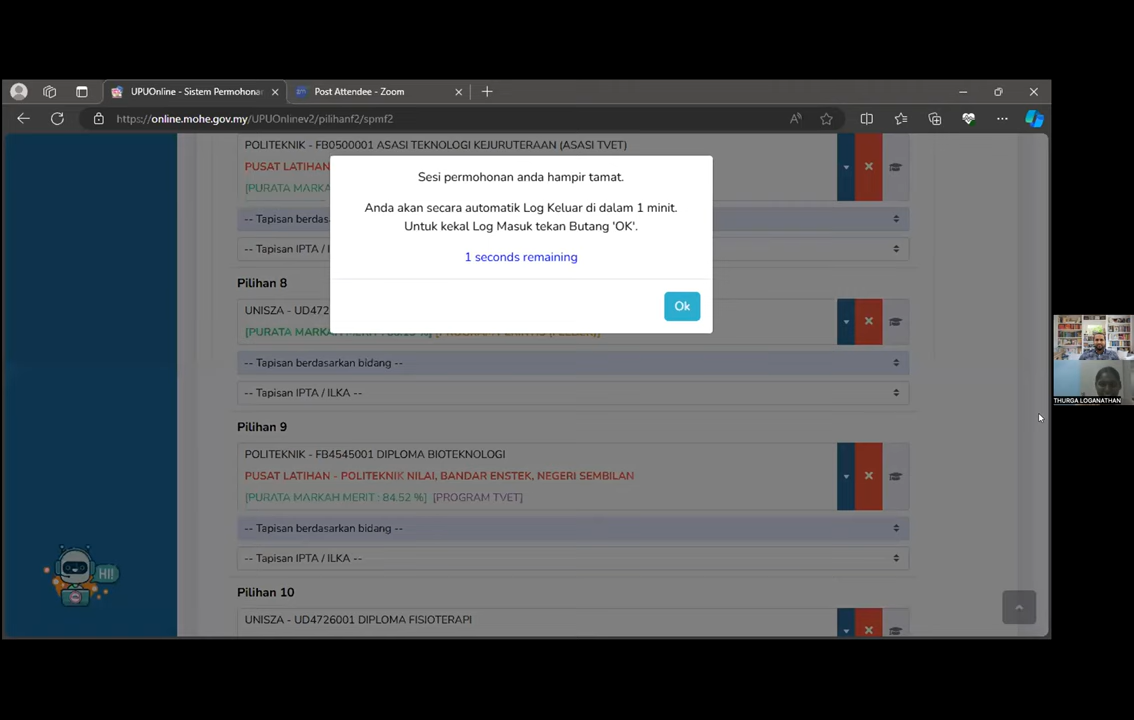 UPUOnline - Sistem Permohonan
Post Attendee - Zoom
https://online.mohe.gov.my/UPUOnlinev2/pilihanf2/spmf2
POLITEKNIK - FB0500001 ASASI TEKNOLOGI KEJURUTERAAN (ASASI TVET)
PUSAT LATIHAN
[PURATA MARKA
-- Tapisan berdas
-- Tapisan IPTA / I
Sesi permohonan anda hampir tamat.
Anda akan secara automatik Log Keluar di dalam 1 minit.
Untuk kekal Log Masuk tekan Butang 'OK'.
1 seconds remaining
Ok
Pilihan 8
UNISZA - UD472
[PURATA MARKAH MERIT
-- Tapisan berdasarkan bidang --
-- Tapisan IPTA / ILKA --
Pilihan 9
POLITEKNIK - FB4545001 DIPLOMA BIOTEKNOLOGI
PUSAT LATIHAN - POLITEKNIK NILAI, BANDAR ENSTEK, NEGERI SEMBILAN
[PURATA MARKAH MERIT : 84.52 %] [PROGRAM TVET]
-- Tapisan berdasarkan bidang --
-- Tapisan IPTA / ILKA --
Pilihan 10
UNISZA - UD4726001 DIPLOMA FISIOTERAPI
HI!
THURGA LOGANATHAN